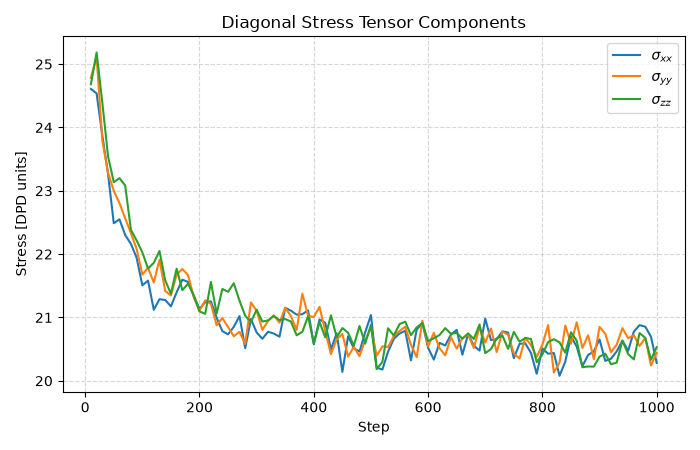 Diagonal Stress Tensor Components
Stress [DPD units]
25
24
23
22
21
20
σxx
σyy
σzz
0 200 400 600 800 1000
Step